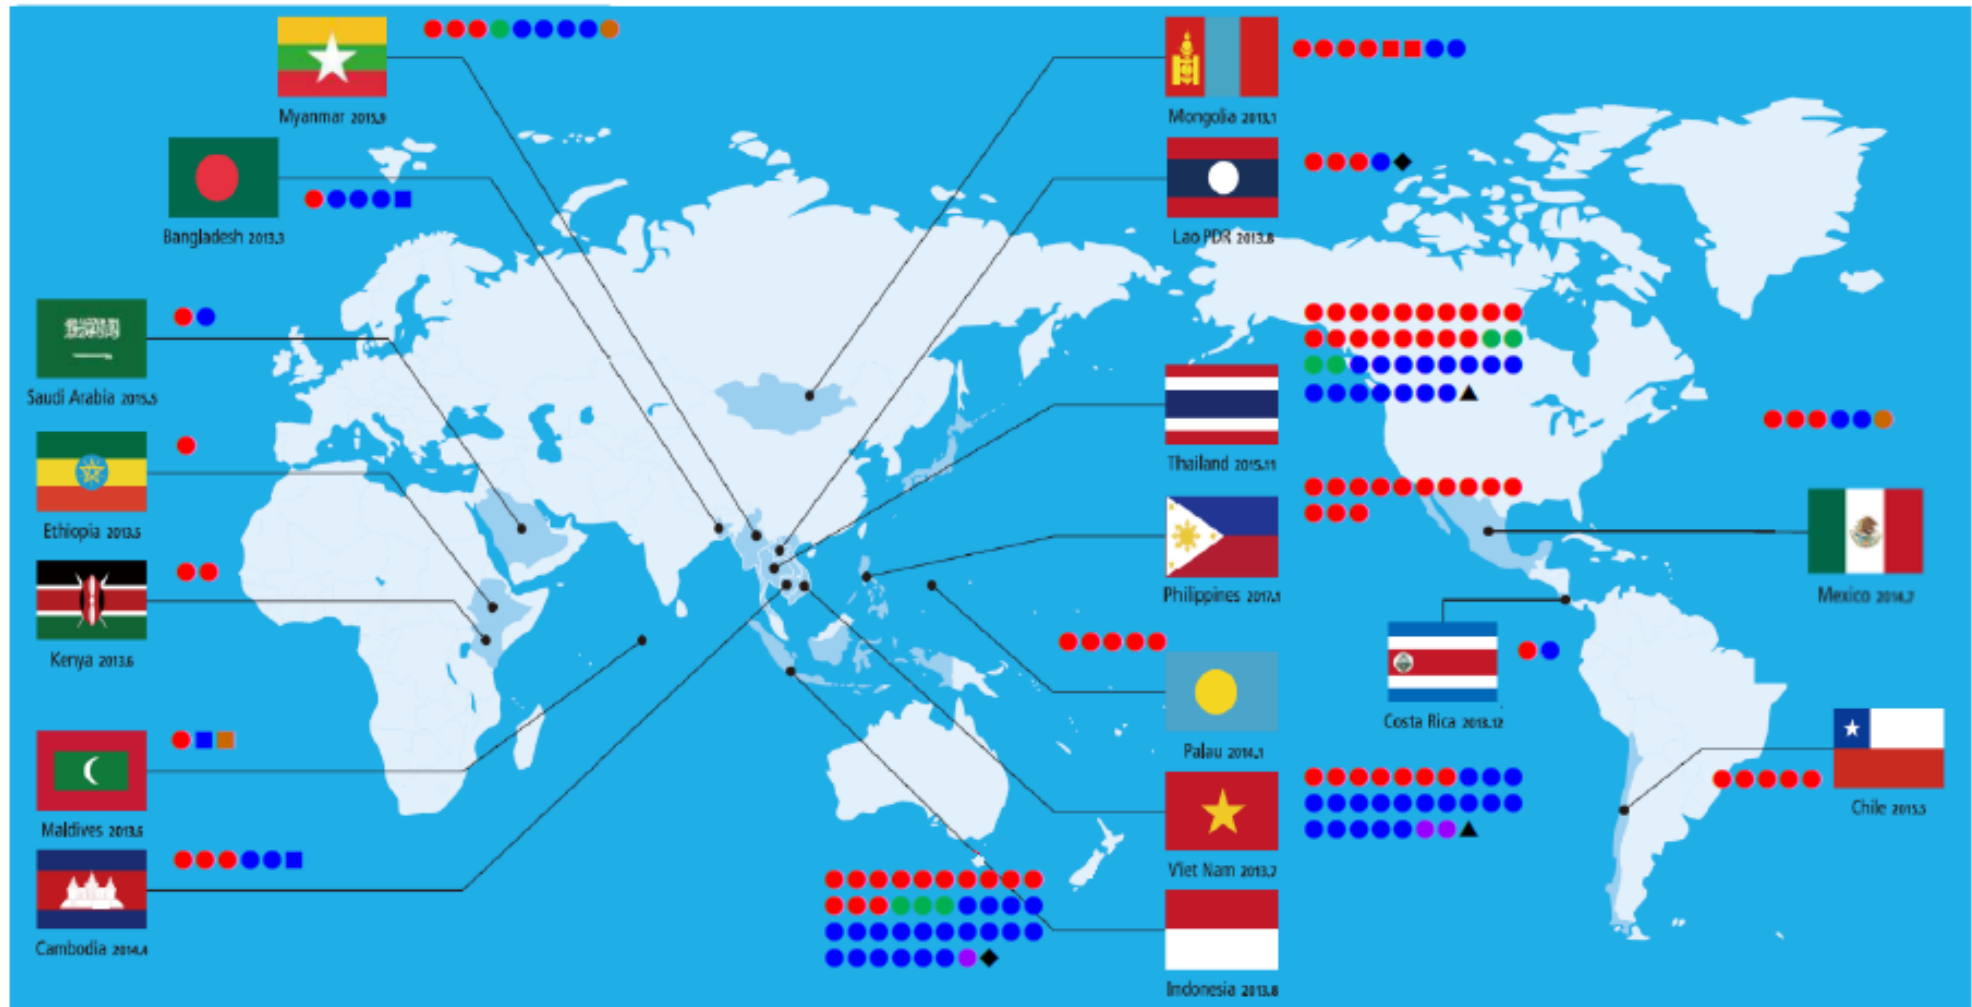 Myanmar 2015.9
Mongolia 2013.1
Bangladesh 2013.3
Lao PDR 2013.8
Saudi Arabia 2015.5
Thailand 2015.11
Ethiopia 2013.5
Philippines 2017.1
Mexico 2014.7
Kenya 2013.6
Costa Rica 2013.12
Palau 2014.1
Chile 2015.5
Maldives 2013.6
Viet Nam 2013.7
Cambodia 2014.4
Indonesia 2013.8